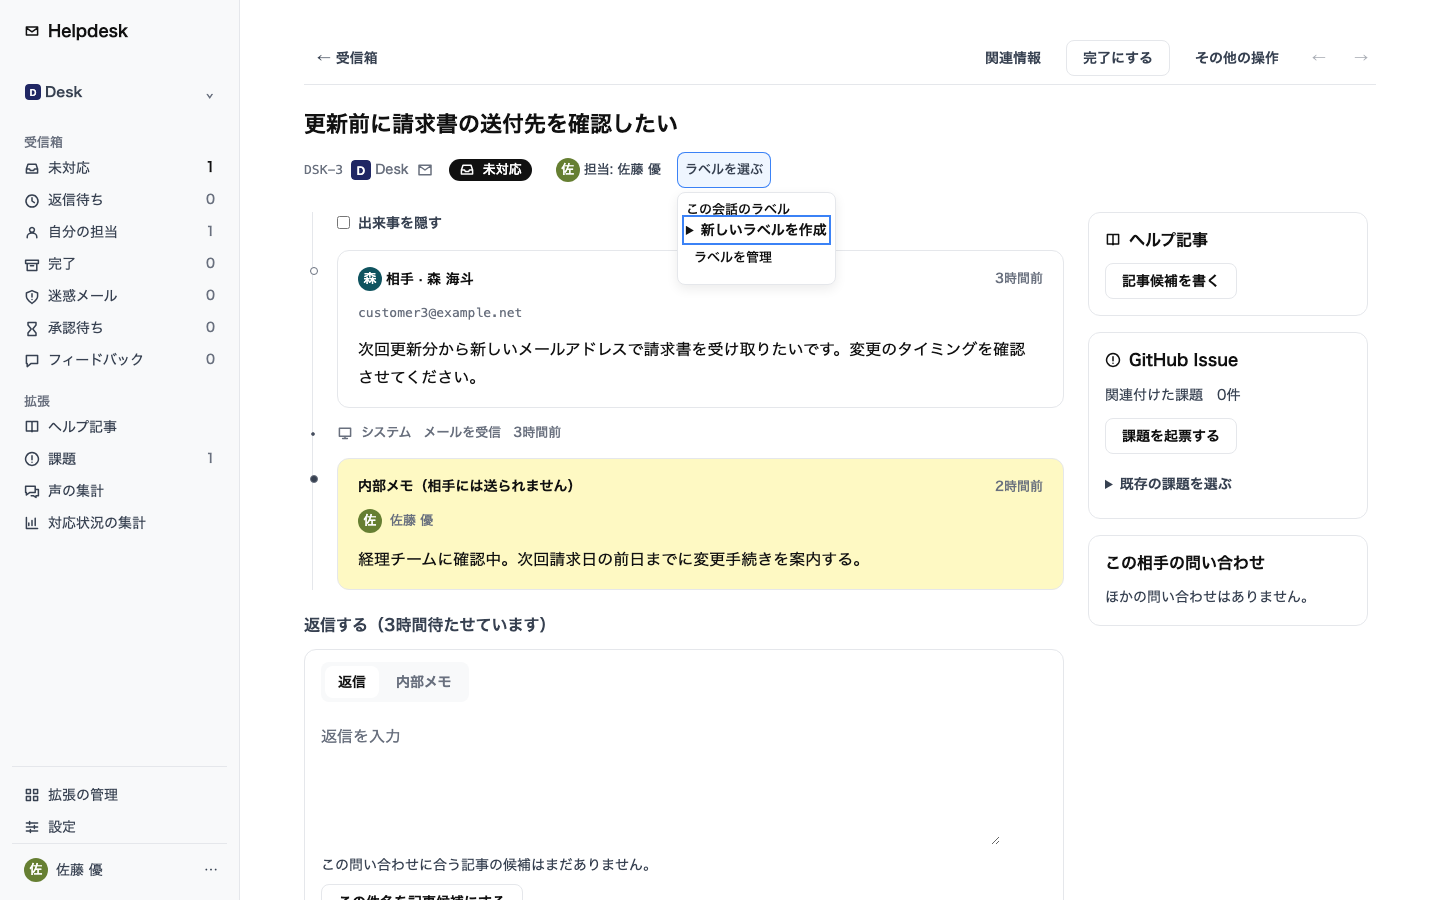 Helpdesk
D Desk
受信箱
未対応 1
返信待ち 0
自分の担当 1
完了 0
迷惑メール 0
承認待ち 0
フィードバック 0
拡張
ヘルプ記事
課題 1
声の集計
対応状況の集計
拡張の管理
設定
佐 佐藤 優 ...
← 受信箱
関連情報 完了にする その他の操作 ← →
更新前に請求書の送付先を確認したい
DSK-3 D Desk 未対応 佐 担当: 佐藤 優 ラベルを選ぶ
この会話のラベル
▶ 新しいラベルを作成
ラベルを管理
出来事を隠す
森 相手 · 森 海斗 3時間前
customer3@example.net
次回更新分から新しいメールアドレスで請求書を受け取りたいです。変更のタイミングを確認
させてください。
システム メールを受信 3時間前
内部メモ（相手には送られません） 2時間前
佐 佐藤 優
経理チームに確認中。次回請求日の前日までに変更手続きを案内する。
返信する（3時間待たせています）
返信 内部メモ
返信を入力
この問い合わせに合う記事の候補はまだありません。
この件名を記事候補にする
ヘルプ記事
記事候補を書く
GitHub Issue
関連付けた課題 0件
課題を起票する
▶ 既存の課題を選ぶ
この相手の問い合わせ
ほかの問い合わせはありません。